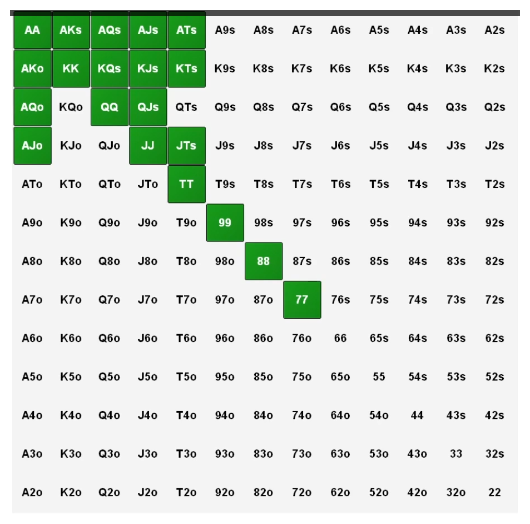 AA AKs AQs AJs ATs A9s A8s A7s A6s A5s A4s A3s A2s
AKo KK KQs KJs KTs K9s K8s K7s K6s K5s K4s K3s K2s
AQo KQo QQ QJs QTs Q9s Q8s Q7s Q6s Q5s Q4s Q3s Q2s
AJo KJo QJo JJ JTs J9s J8s J7s J6s J5s J4s J3s J2s
ATo KTo QTo JTo TT T9s T8s T7s T6s T5s T4s T3s T2s
A9o K9o Q9o J9o T9o 99 98s 97s 96s 95s 94s 93s 92s
A8o K8o Q8o J8o T8o 98o 88 87s 86s 85s 84s 83s 82s
A7o K7o Q7o J7o T7o 97o 87o 77 76s 75s 74s 73s 72s
A6o K6o Q6o J6o T6o 96o 86o 76o 66 65s 64s 63s 62s
A5o K5o Q5o J5o T5o 95o 85o 75o 65o 55 54s 53s 52s
A4o K4o Q4o J4o T4o 94o 84o 74o 64o 54o 44 43s 42s
A3o K3o Q3o J3o T3o 93o 83o 73o 63o 53o 43o 33 32s
A2o K2o Q2o J2o T2o 92o 82o 72o 62o 52o 42o 32o 22